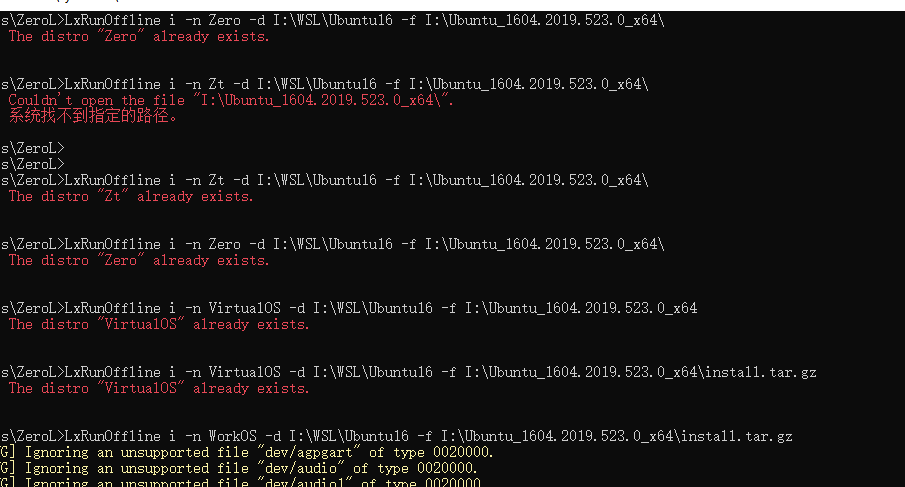 s\ZeroL>LxRunOffline i -n Zero -d I:\WSL\Ubuntu16 -f I:\Ubuntu_1604.2019.523.0_x64\
The distro "Zero" already exists.
s\ZeroL>LxRunOffline i -n Zt -d I:\WSL\Ubuntu16 -f I:\Ubuntu_1604.2019.523.0_x64\
Couldn't open the file "I:\Ubuntu_1604.2019.523.0_x64\".
系统找不到指定的路径。
s\ZeroL>
s\ZeroL>
s\ZeroL>LxRunOffline i -n Zt -d I:\WSL\Ubuntu16 -f I:\Ubuntu_1604.2019.523.0_x64\
The distro "Zt" already exists.
s\ZeroL>LxRunOffline i -n Zero -d I:\WSL\Ubuntu16 -f I:\Ubuntu_1604.2019.523.0_x64\
The distro "Zero" already exists.
s\ZeroL>LxRunOffline i -n VirtualOS -d I:\WSL\Ubuntu16 -f I:\Ubuntu_1604.2019.523.0_x64
The distro "VirtualOS" already exists.
s\ZeroL>LxRunOffline i -n VirtualOS -d I:\WSL\Ubuntu16 -f I:\Ubuntu_1604.2019.523.0_x64\install.tar.gz
The distro "VirtualOS" already exists.
s\ZeroL>LxRunOffline i -n WorkOS -d I:\WSL\Ubuntu16 -f I:\Ubuntu_1604.2019.523.0_x64\install.tar.gz
G] Ignoring an unsupported file "dev/agpgart" of type 0020000.
G] Ignoring an unsupported file "dev/audio" of type 0020000.
G] Ignoring an unsupported file "dev/audio1" of type 0020000.